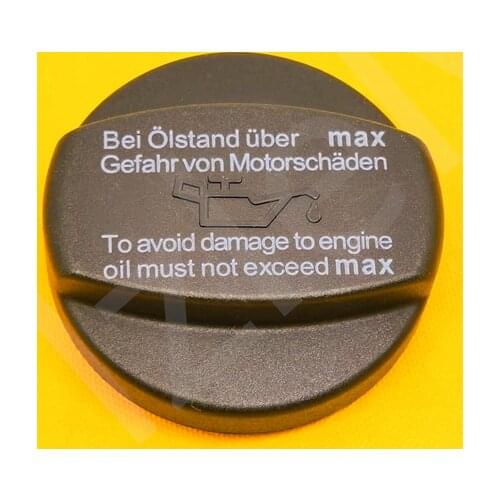 Bei Ölstand über max
Gefahr von Motorschäden
To avoid damage to engine
oil must not exceed max